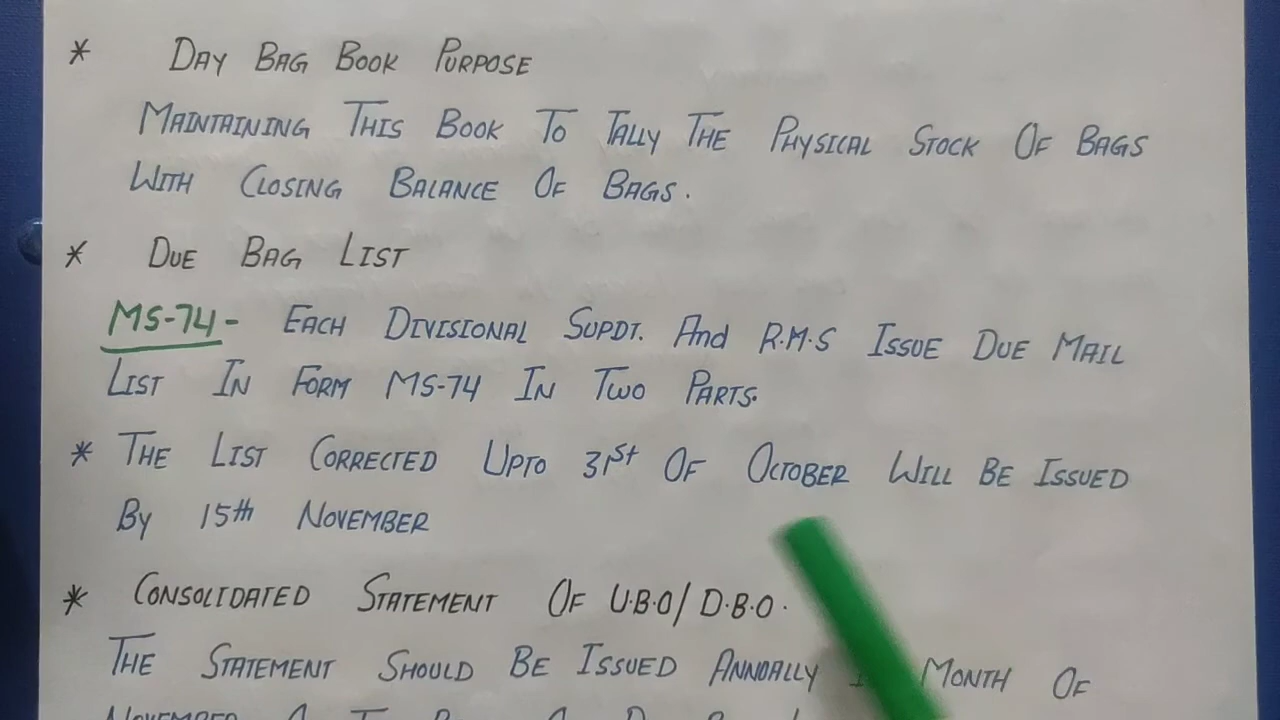 * DAY BAG BOOK PURPOSE
MAINTAINING THIS BOOK TO TALLY THE PHYSICAL STOCK OF BAGS
WITH CLOSING BALANCE OF BAGS.
* DUE BAG LIST
MS-74 - EACH DIVISIONAL SUPDT. And R.M.S ISSUE DUE MAIL
LIST IN FORM MS-74 IN TWO PARTS.
* THE LIST CORRECTED UPTO 31st OF OCTOBER WILL BE ISSUED
By 15th NOVEMBER
* CONSOLIDATED STATEMENT OF U.B.O/D.B.O.
THE STATEMENT SHOULD BE ISSUED ANNUALLY MONTH OF
NOVEMBER